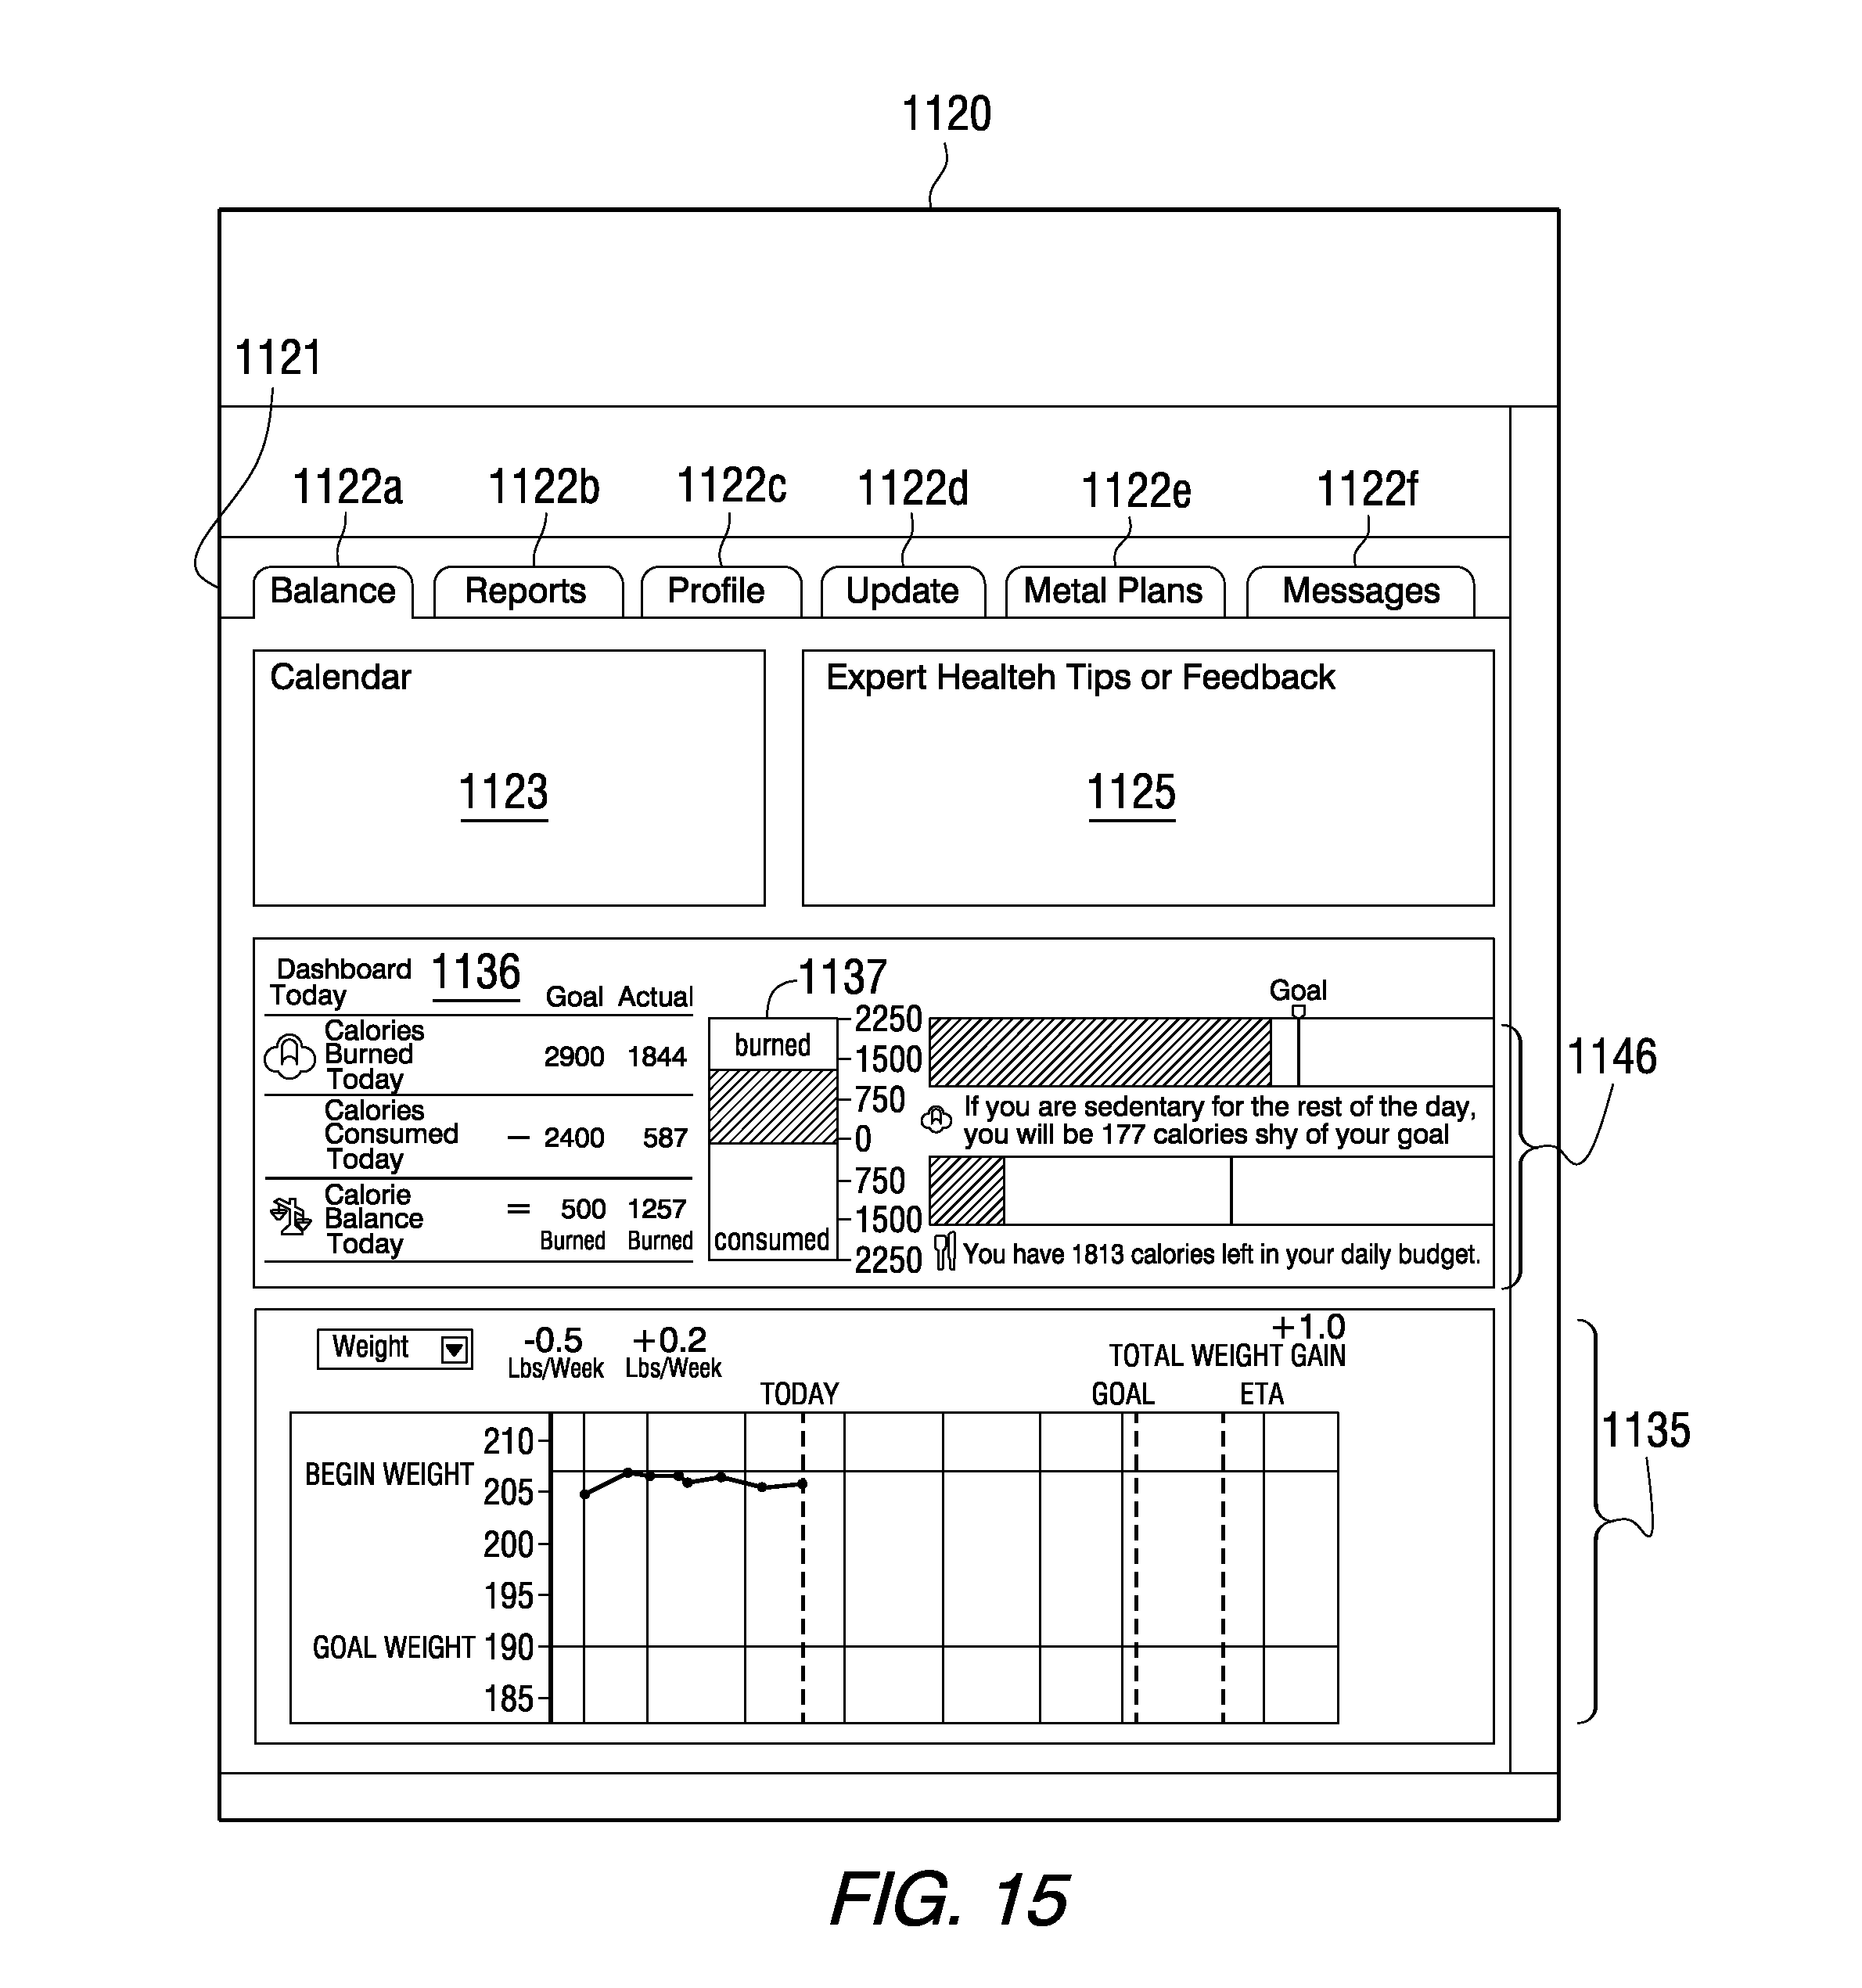 1120
1121
1122a 1122b 1122c 1122d 1122e 1122f
Balance Reports Profile Update Metal Plans Messages
Calendar
1123
Expert Healteh Tips or Feedback
1125
Dashboard
Today
1136
Goal Actual
Calories
Burned
Today
2900 1844
Calories
Consumed
Today
– 2400 587
Calorie
Balance
Today
= 500 1257
Burned Burned
1137
burned
consumed
2250
1500
750
0
750
1500
2250
Goal
If you are sedentary for the rest of the day,
you will be 177 calories shy of your goal
You have 1813 calories left in your daily budget.
1146
Weight
-0.5
Lbs/Week
+0.2
Lbs/Week
+1.0
TOTAL WEIGHT GAIN
TODAY GOAL ETA
210
BEGIN WEIGHT
205
200
195
GOAL WEIGHT 190
185
1135
FIG. 15